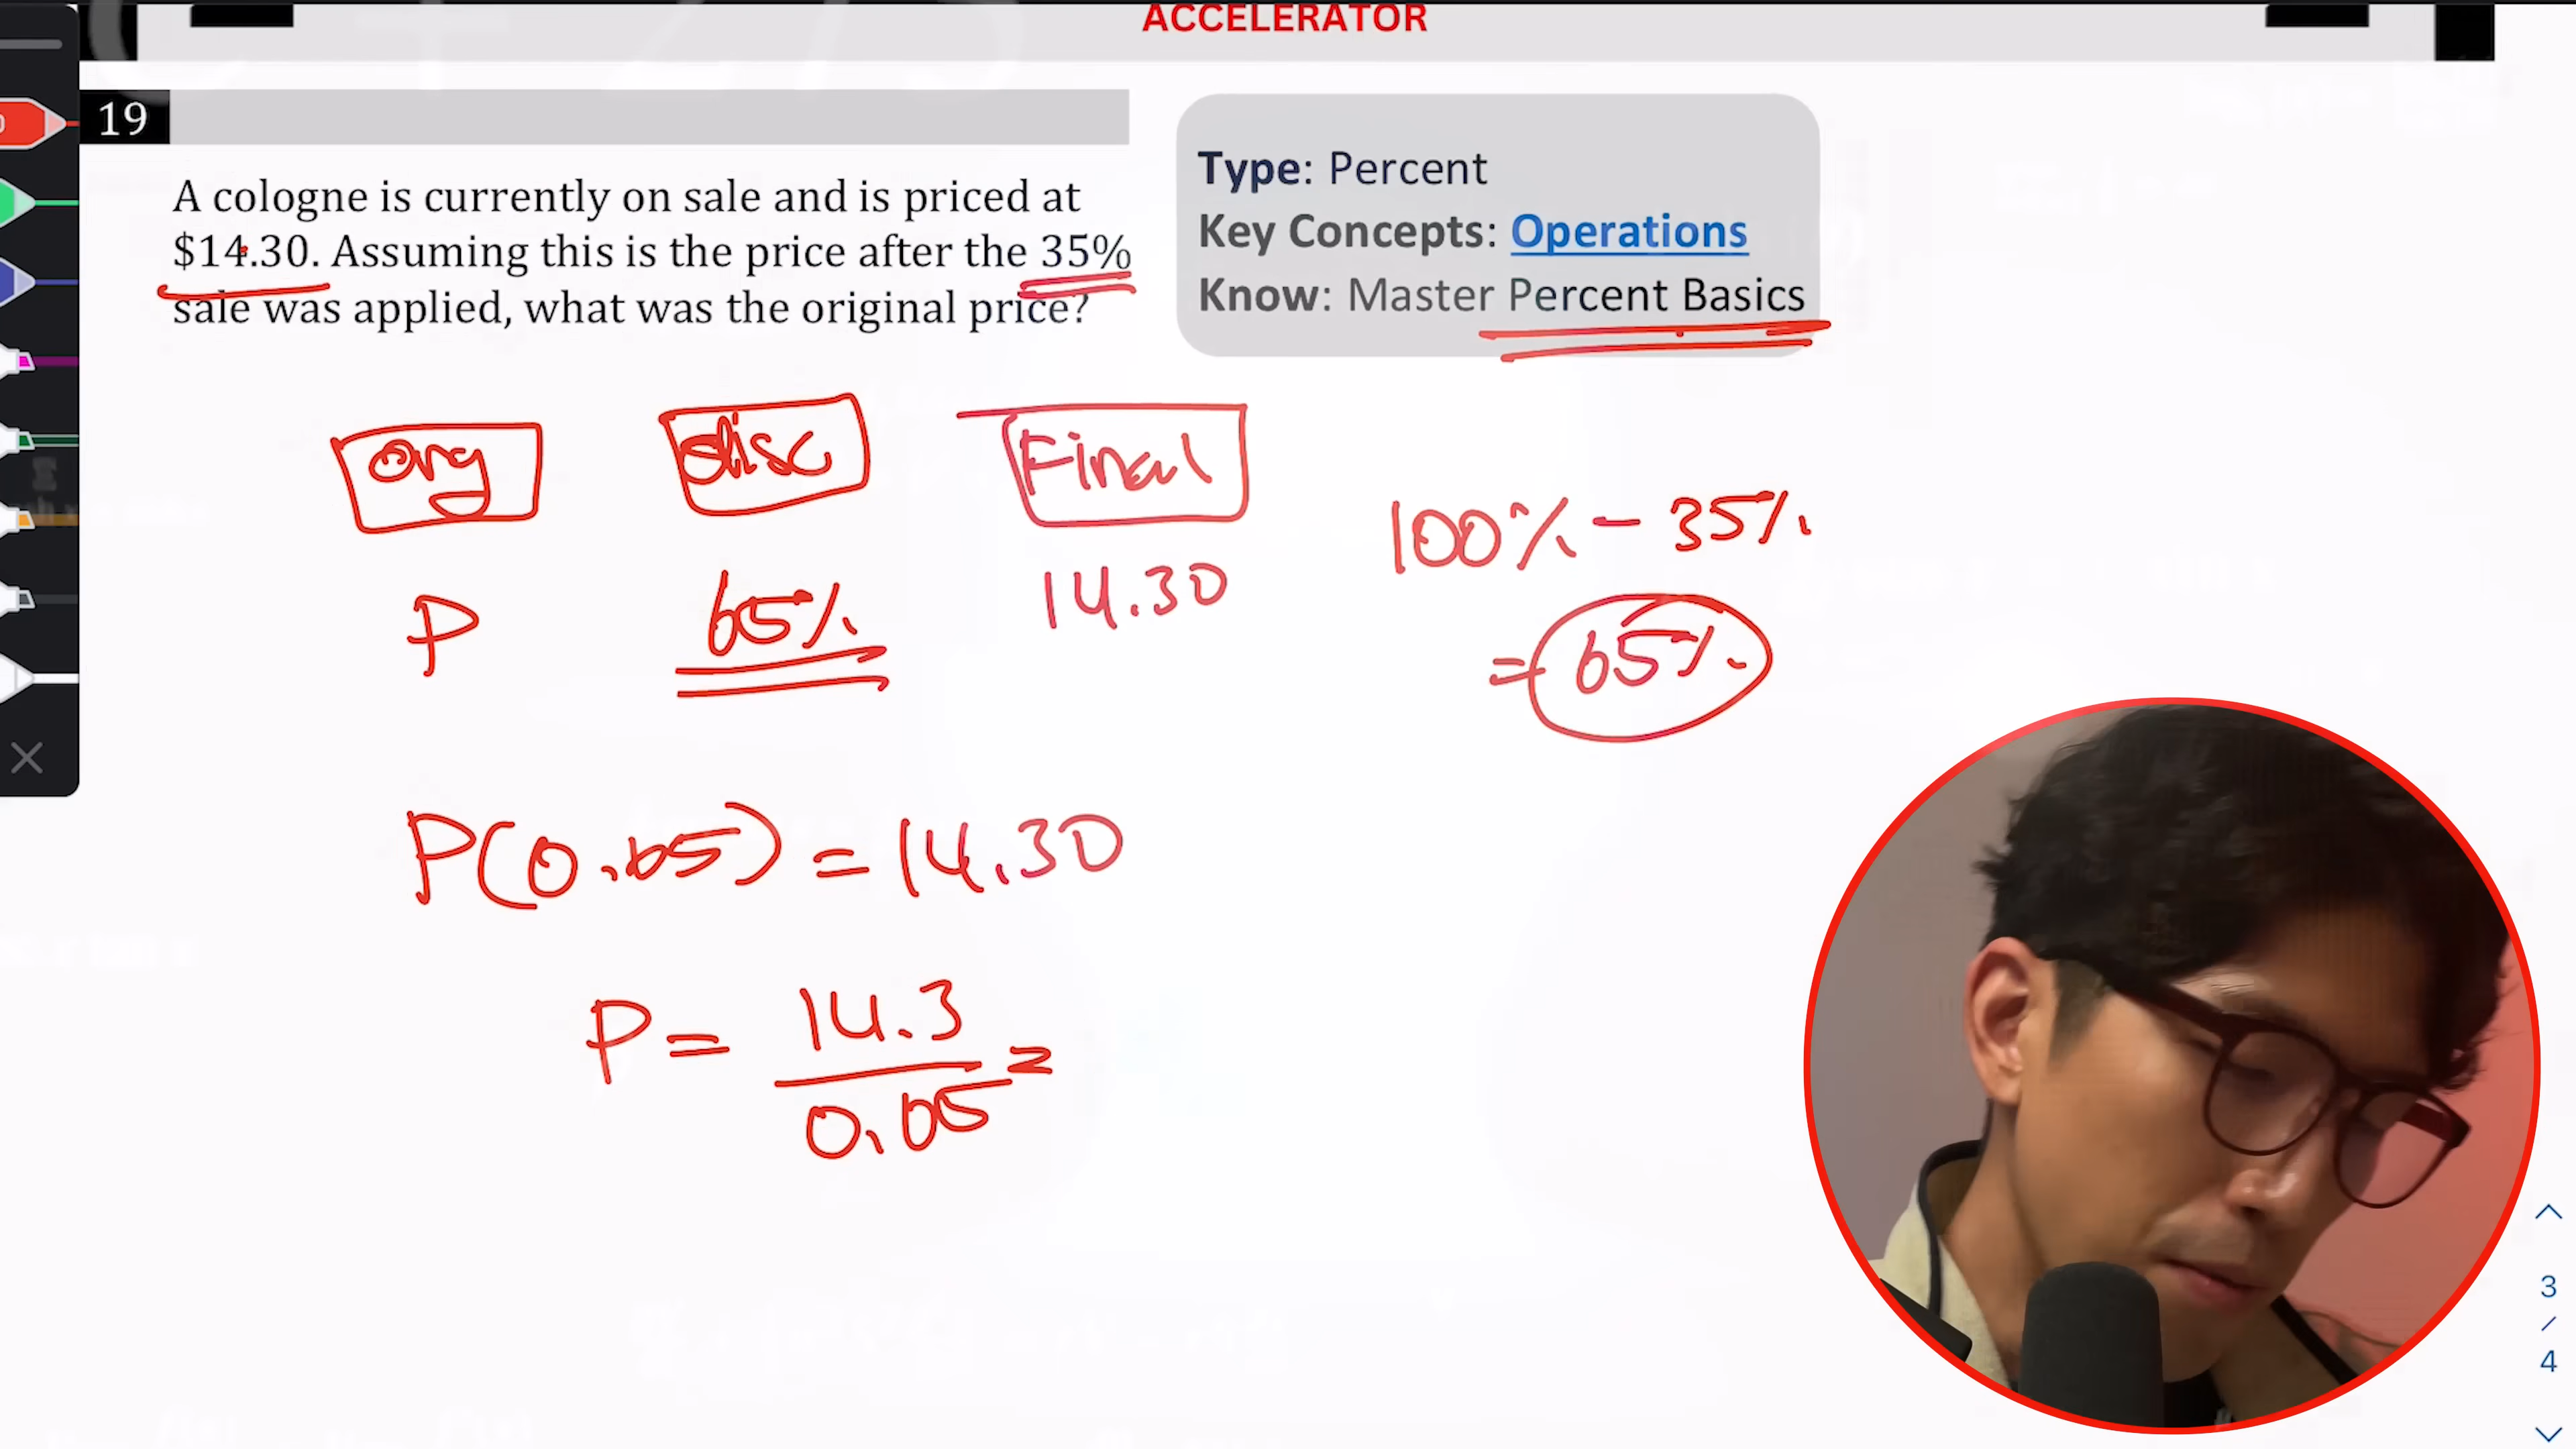 ACCELERATOR
19
A cologne is currently on sale and is priced at
$14.30. Assuming this is the price after the 35%
sale was applied, what was the original price?
Type: Percent
Key Concepts: Operations
Know: Master Percent Basics
Org disc Final
P 65% 14.30
100% - 35%
= 65%
P(0.65) = 14.30
P = 14.3
0.65 =
3
/
4